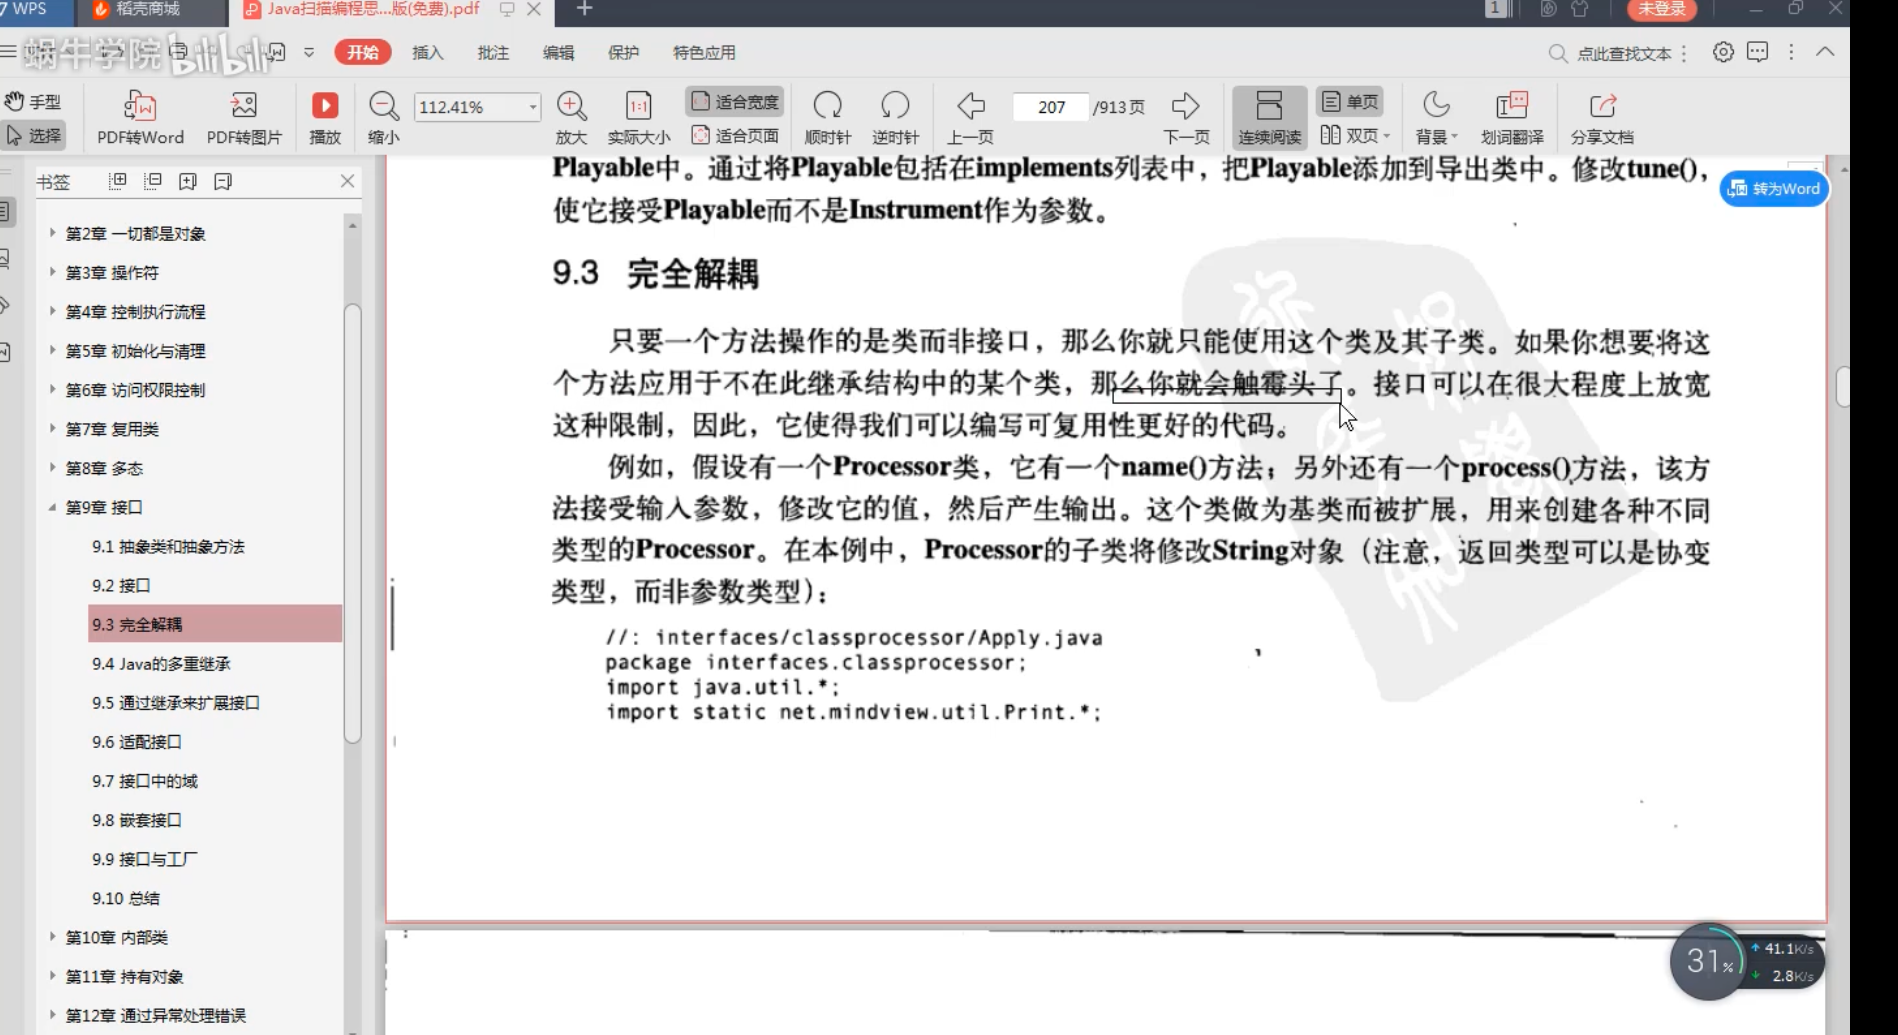 WPS
稻壳商城
Java扫描编程思...版(免费).pdf
1
未登录
蜗牛学院 bilibili
开始
插入
批注
编辑
保护
特色应用
点此查找文本
手型
选择
PDF转Word
PDF转图片
播放
缩小
112.41%
放大
1:1
实际大小
适合宽度
适合页面
顺时针
逆时针
上一页
207
/913页
下一页
连续阅读
单页
双页
背景
划词翻译
分享文档
书签
第2章 一切都是对象
第3章 操作符
第4章 控制执行流程
第5章 初始化与清理
第6章 访问权限控制
第7章 复用类
第8章 多态
第9章 接口
9.1 抽象类和抽象方法
9.2 接口
9.3 完全解耦
9.4 Java的多重继承
9.5 通过继承来扩展接口
9.6 适配接口
9.7 接口中的域
9.8 嵌套接口
9.9 接口与工厂
9.10 总结
第10章 内部类
第11章 持有对象
第12章 通过异常处理错误
Playable中。通过将Playable包括在implements列表中，把Playable添加到导出类中。修改tune()，
使它接受Playable而不是Instrument作为参数。
转为Word
9.3 完全解耦
只要一个方法操作的是类而非接口，那么你就只能使用这个类及其子类。如果你想要将这
个方法应用于不在此继承结构中的某个类，那么你就会触霉头了。接口可以在很大程度上放宽
这种限制，因此，它使得我们可以编写可复用性更好的代码。
例如，假设有一个Processor类，它有一个name()方法；另外还有一个process()方法，该方
法接受输入参数，修改它的值，然后产生输出。这个类做为基类而被扩展，用来创建各种不同
类型的Processor。在本例中，Processor的子类将修改String对象（注意，返回类型可以是协变
类型，而非参数类型）：
//: interfaces/classprocessor/Apply.java
package interfaces.classprocessor;
import java.util.*;
import static net.mindview.util.Print.*;
31%
41.1K/s
2.8K/s